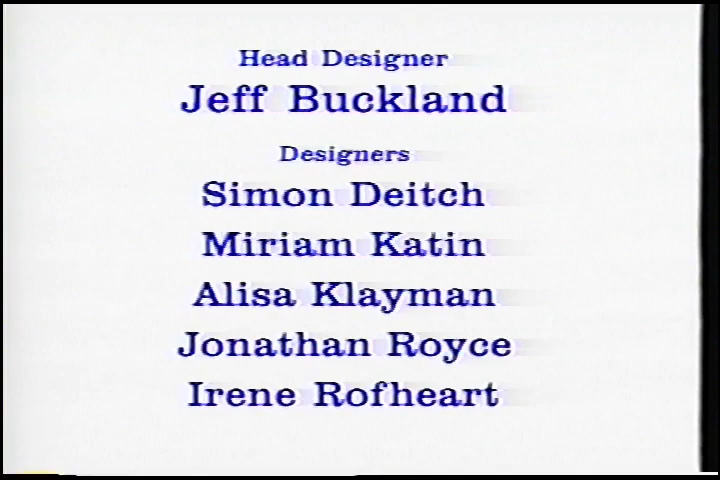 Head Designer
Jeff Buckland
Designers
Simon Deitch
Miriam Katin
Alisa Klayman
Jonathan Royce
Irene Rofheart